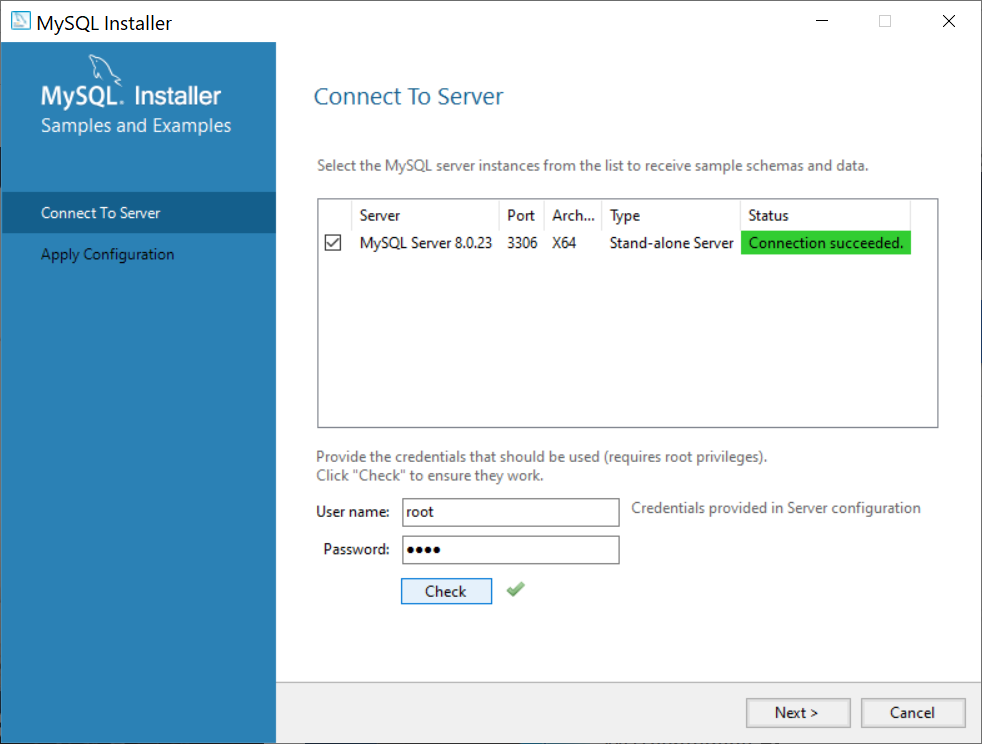 MySQL Installer
MySQL. Installer
Samples and Examples
Connect To Server
Apply Configuration
Connect To Server
Select the MySQL server instances from the list to receive sample schemas and data.
Server Port Arch... Type Status
MySQL Server 8.0.23 3306 X64 Stand-alone Server Connection succeeded.
Provide the credentials that should be used (requires root privileges).
Click "Check" to ensure they work.
User name: root Credentials provided in Server configuration
Password: ●●●●
Check
Next > Cancel